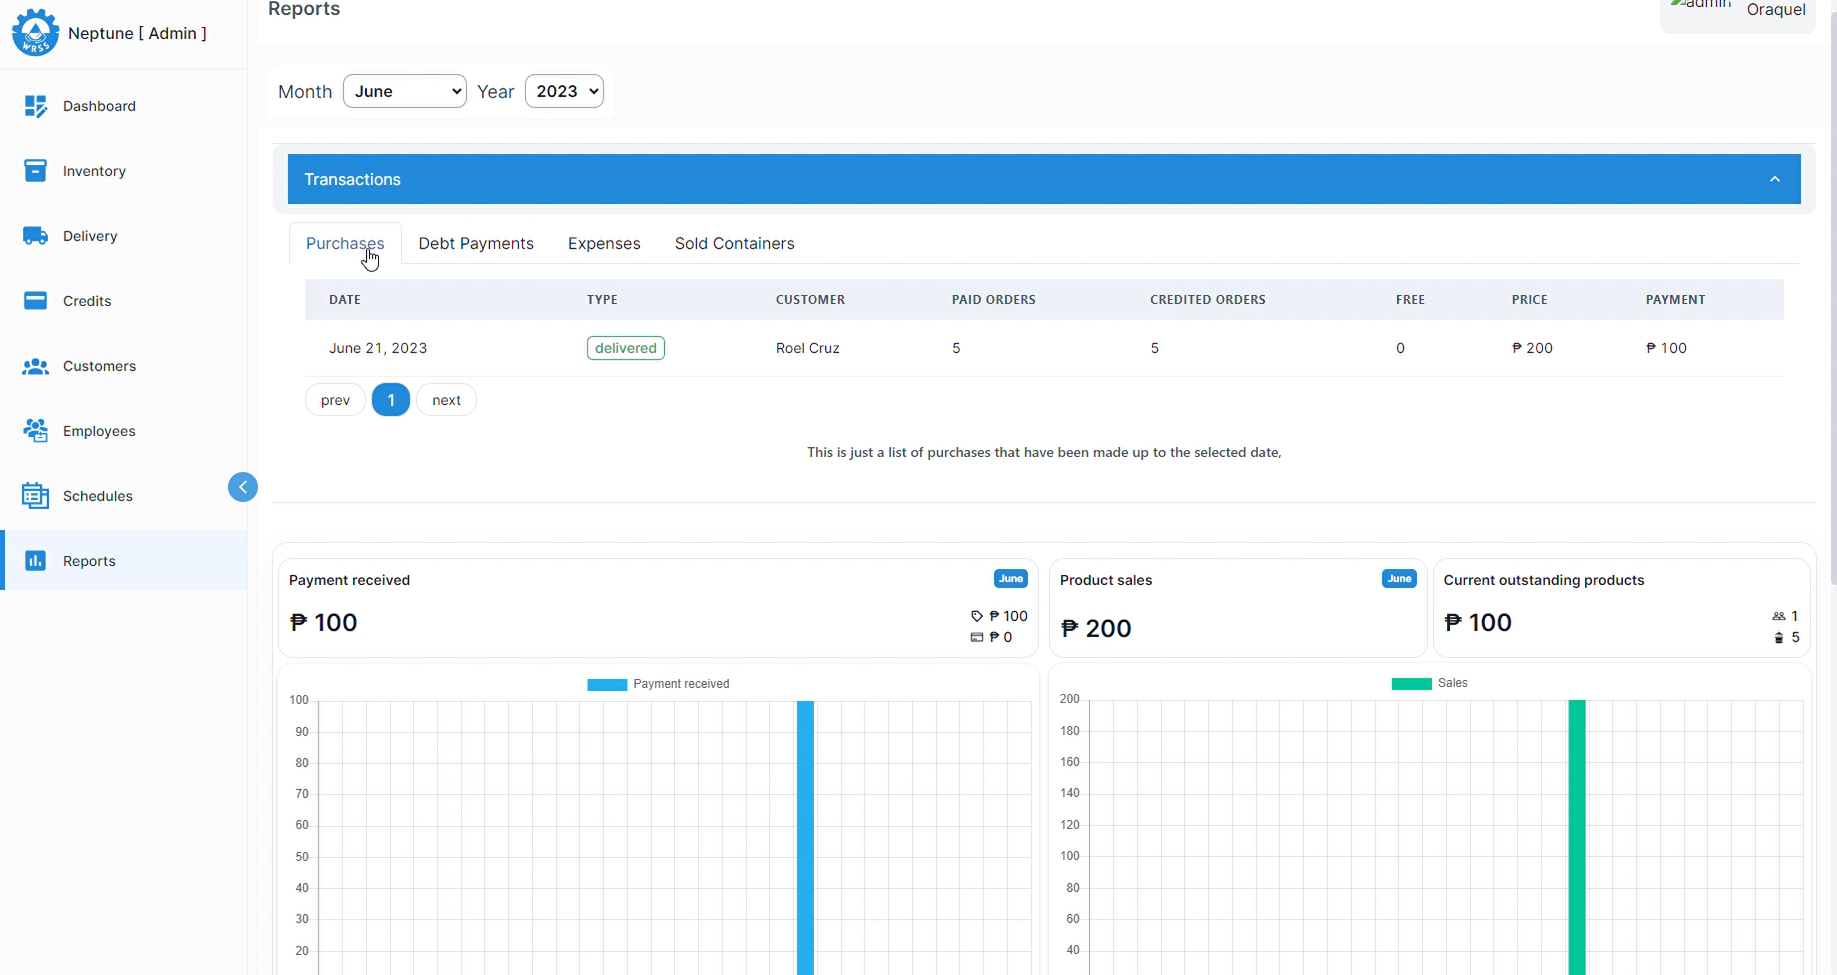 Reports
admin Oraquel
WRSS
Neptune [ Admin ]
Dashboard
Inventory
Delivery
Credits
Customers
Employees
Schedules
Reports
Month June Year 2023
Transactions
Purchases Debt Payments Expenses Sold Containers
DATE TYPE CUSTOMER PAID ORDERS CREDITED ORDERS FREE PRICE PAYMENT
June 21, 2023 delivered Roel Cruz 5 5 0 ₱ 200 ₱ 100
prev 1 next
This is just a list of purchases that have been made up to the selected date,
Payment received June
₱ 100
₱ 100
₱ 0
Product sales June
₱ 200
Current outstanding products
₱ 100
1
5
Payment received
100
90
80
70
60
50
40
30
20
Sales
200
180
160
140
120
100
80
60
40